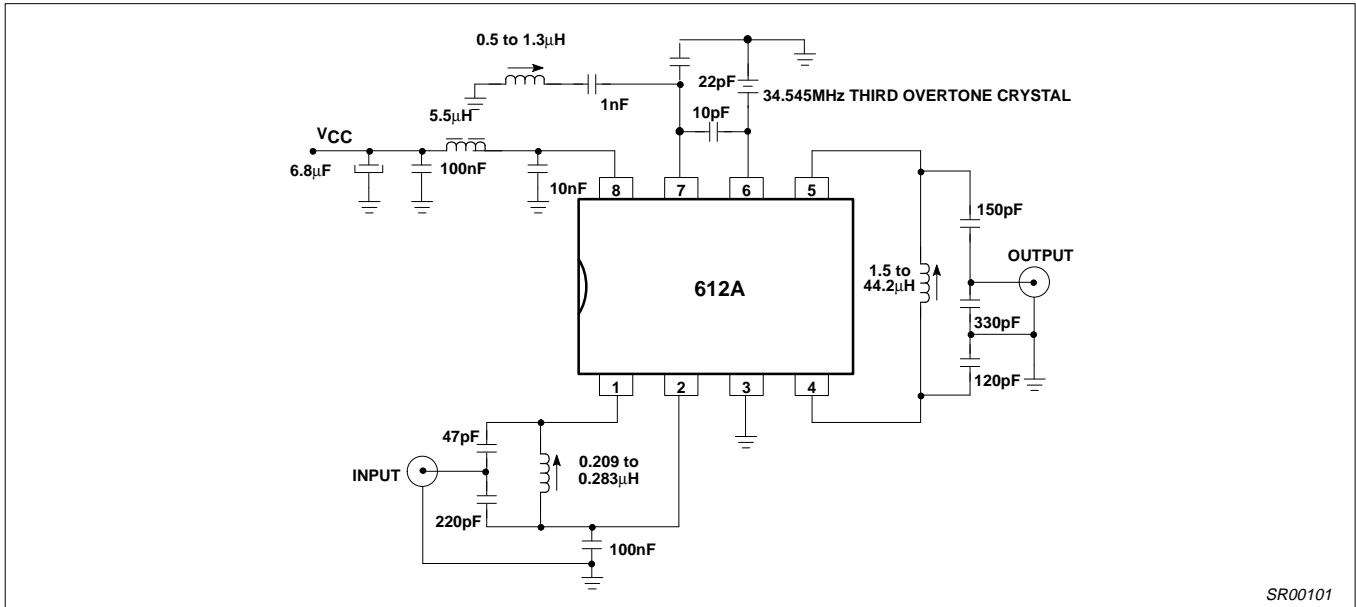 0.5 to 1.3μH
1nF
22pF
34.545MHz THIRD OVERTONE CRYSTAL
5.5μH
10pF
VCC
6.8μF
100nF
10nF
8
7
6
5
150pF
OUTPUT
1.5 to
44.2μH
612A
330pF
120pF
1
2
3
4
47pF
INPUT
0.209 to
0.283μH
220pF
100nF
SR00101